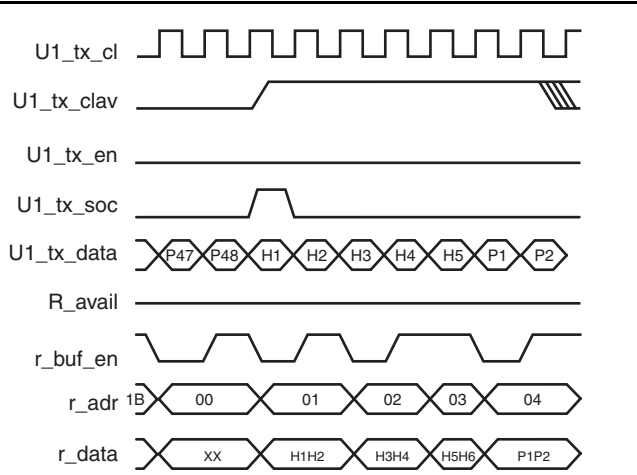 U1_tx_cl
U1_tx_clav
U1_tx_en
U1_tx_soc
U1_tx_data P47 P48 H1 H2 H3 H4 H5 P1 P2
R_avail
r_buf_en
r_adr 1B 00 01 02 03 04
r_data XX H1H2 H3H4 H5H6 P1P2